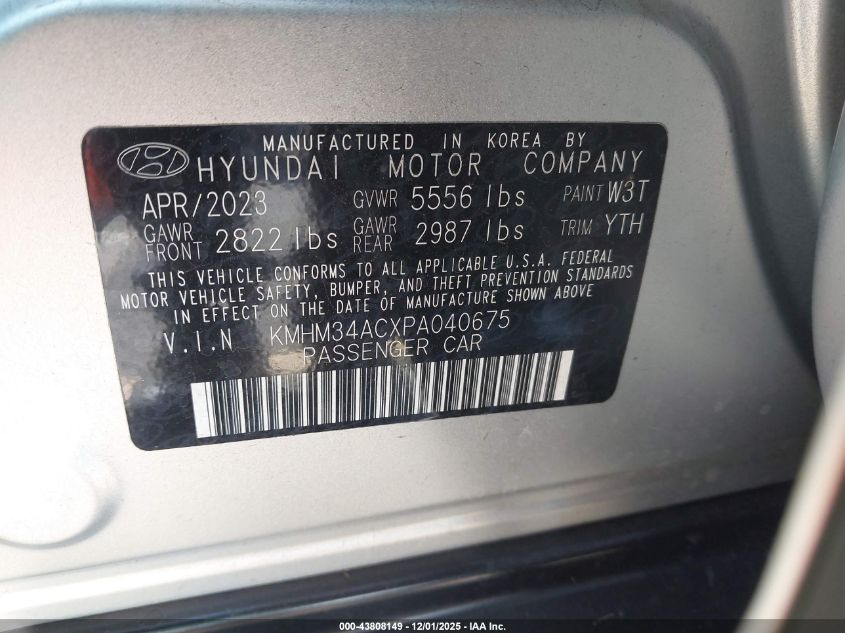 MANUFACTURED IN KOREA BY
HYUNDAI MOTOR COMPANY
APR/2023 GVWR 5556 lbs PAINT W3T
GAWR FRONT 2822 lbs GAWR REAR 2987 lbs TRIM YTH
THIS VEHICLE CONFORMS TO ALL APPLICABLE U.S.A. FEDERAL
MOTOR VEHICLE SAFETY, BUMPER, AND THEFT PREVENTION STANDARDS
IN EFFECT ON THE DATE OF MANUFACTURE SHOWN ABOVE
V.I.N KMHM34ACXPA040675
PASSENGER CAR
000-43808149 - 12/01/2025 - IAA Inc.